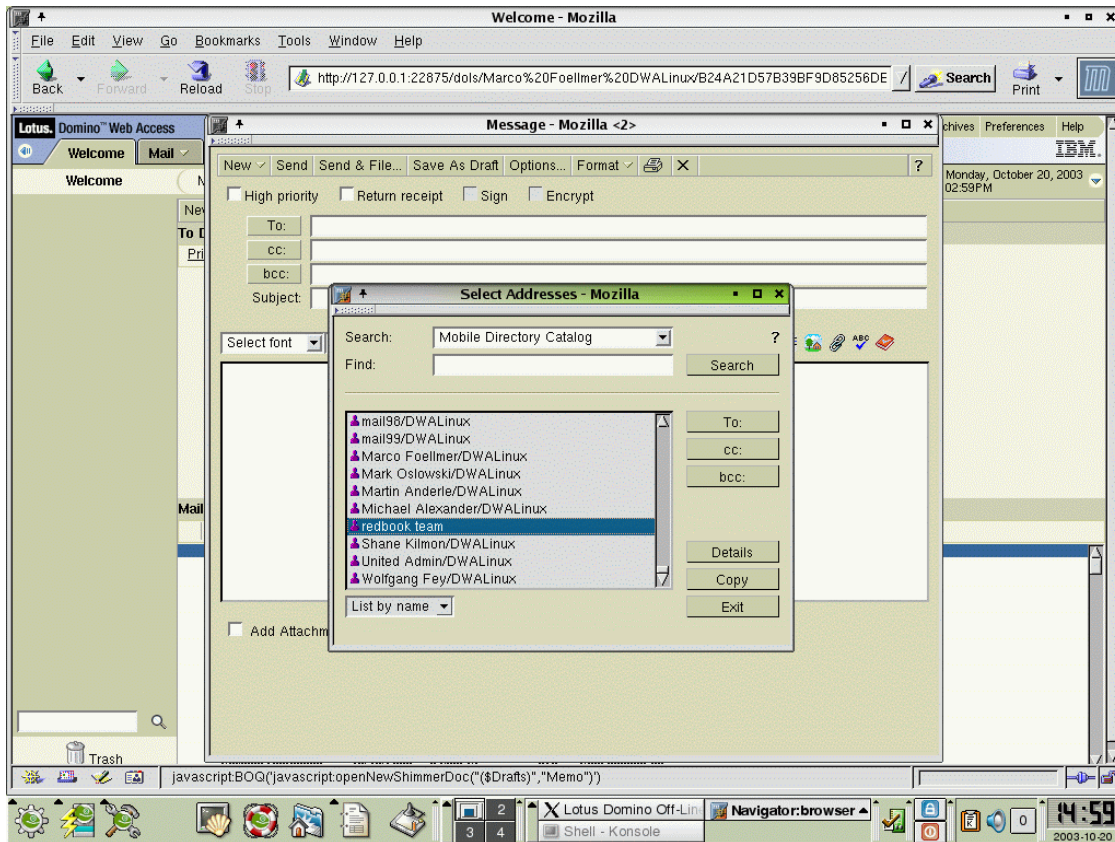 Welcome - Mozilla
File Edit View Go Bookmarks Tools Window Help
Back Forward Reload Stop http://127.0.0.1:22875/dols/Marco%20Foellmer%20DWALinux/B24A21D57B39BF9D85256DE Search Print
Lotus. Domino™ Web Access
chives Preferences Help
Welcome Mail
IBM.
Welcome
Monday, October 20, 2003
02:59PM
Message - Mozilla <2>
New Send Send & File... Save As Draft Options... Format ?
High priority Return receipt Sign Encrypt
To:
cc:
bcc:
Subject:
Select font
Select Addresses - Mozilla
Search: Mobile Directory Catalog ?
Find: Search
mail98/DWALinux
mail99/DWALinux
Marco Foellmer/DWALinux
Mark Oslowski/DWALinux
Martin Anderle/DWALinux
Michael Alexander/DWALinux
redbook team
Shane Kilmon/DWALinux
United Admin/DWALinux
Wolfgang Fey/DWALinux
To:
cc:
bcc:
Details
Copy
Exit
List by name
Add Attachm
ABC
Nev
To D
Pri
Mail
Trash
javascript:BOQ('javascript:openNewShimmerDoc("($Drafts)","Memo")')
2
3 4
Lotus Domino Off-Lin
Shell - Konsole
Navigator:browser
0
14:59
2003-10-20